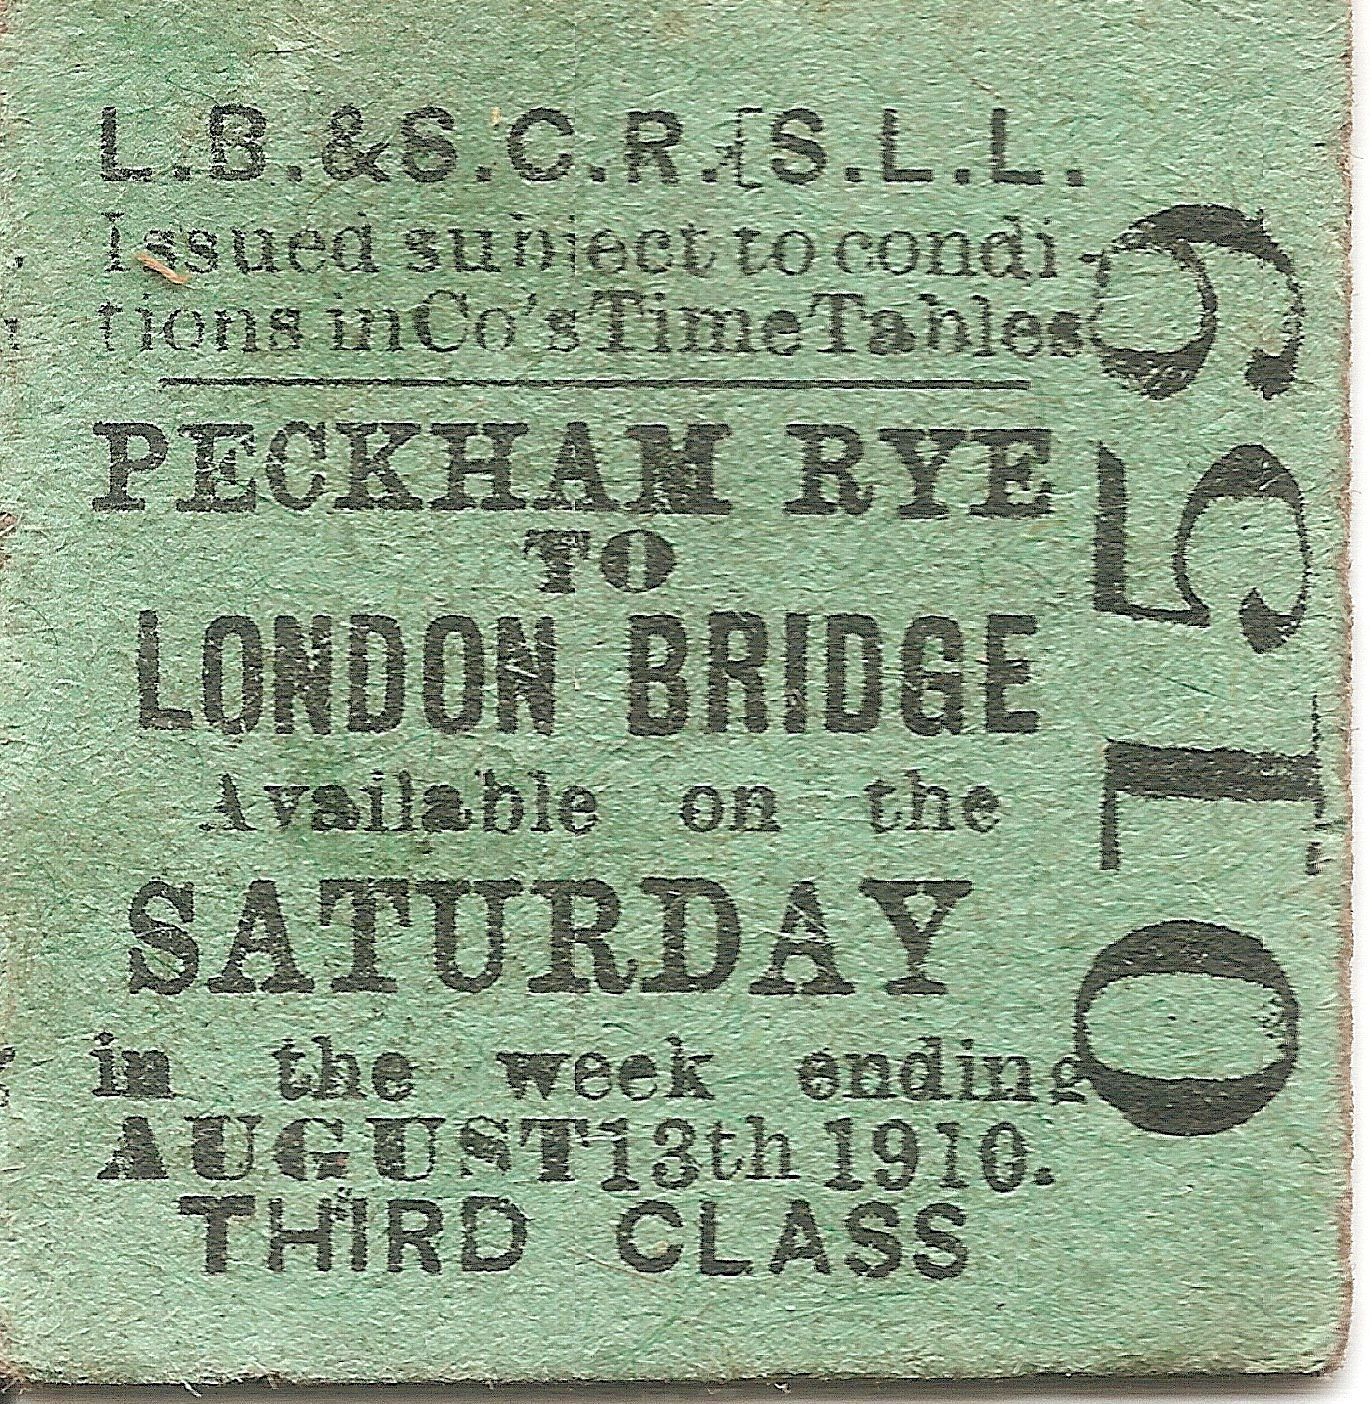 L.B.&S.C.R.{S.L.L.
Issued subject to condi-
tions in Co's Time Tables
PECKHAM RYE
TO
LONDON BRIDGE
Available on the
SATURDAY
in the week ending
AUGUST 13th 1910.
THIRD CLASS
0159